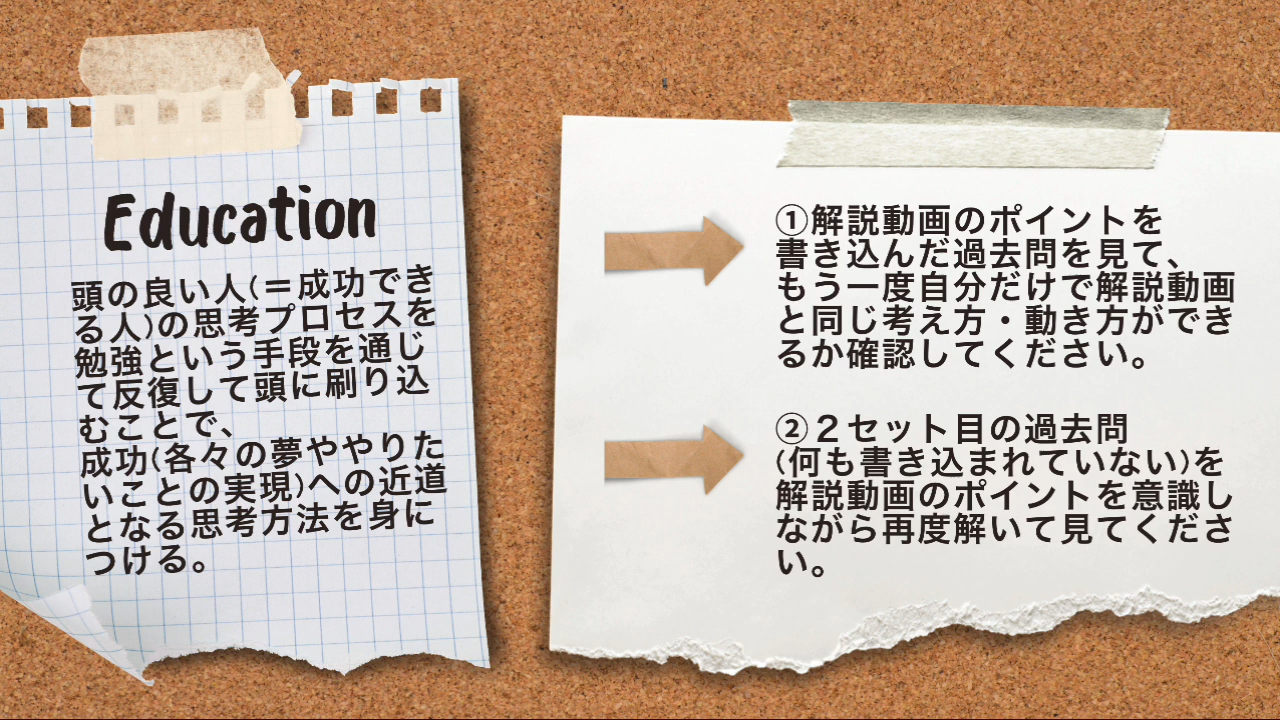 Education
頭の良い人(＝成功でき
る人)の思考プロセスを
勉強という手段を通じ
て反復して頭に刷り込
むことで、
成功(各々の夢ややりた
いことの実現)への近道
となる思考方法を身に
つける。
①解説動画のポイントを
書き込んだ過去問を見て、
もう一度自分だけで解説動画
と同じ考え方・動き方ができ
るか確認してください。
②２セット目の過去問
(何も書き込まれていない)を
解説動画のポイントを意識し
ながら再度解いて見てくださ
い。